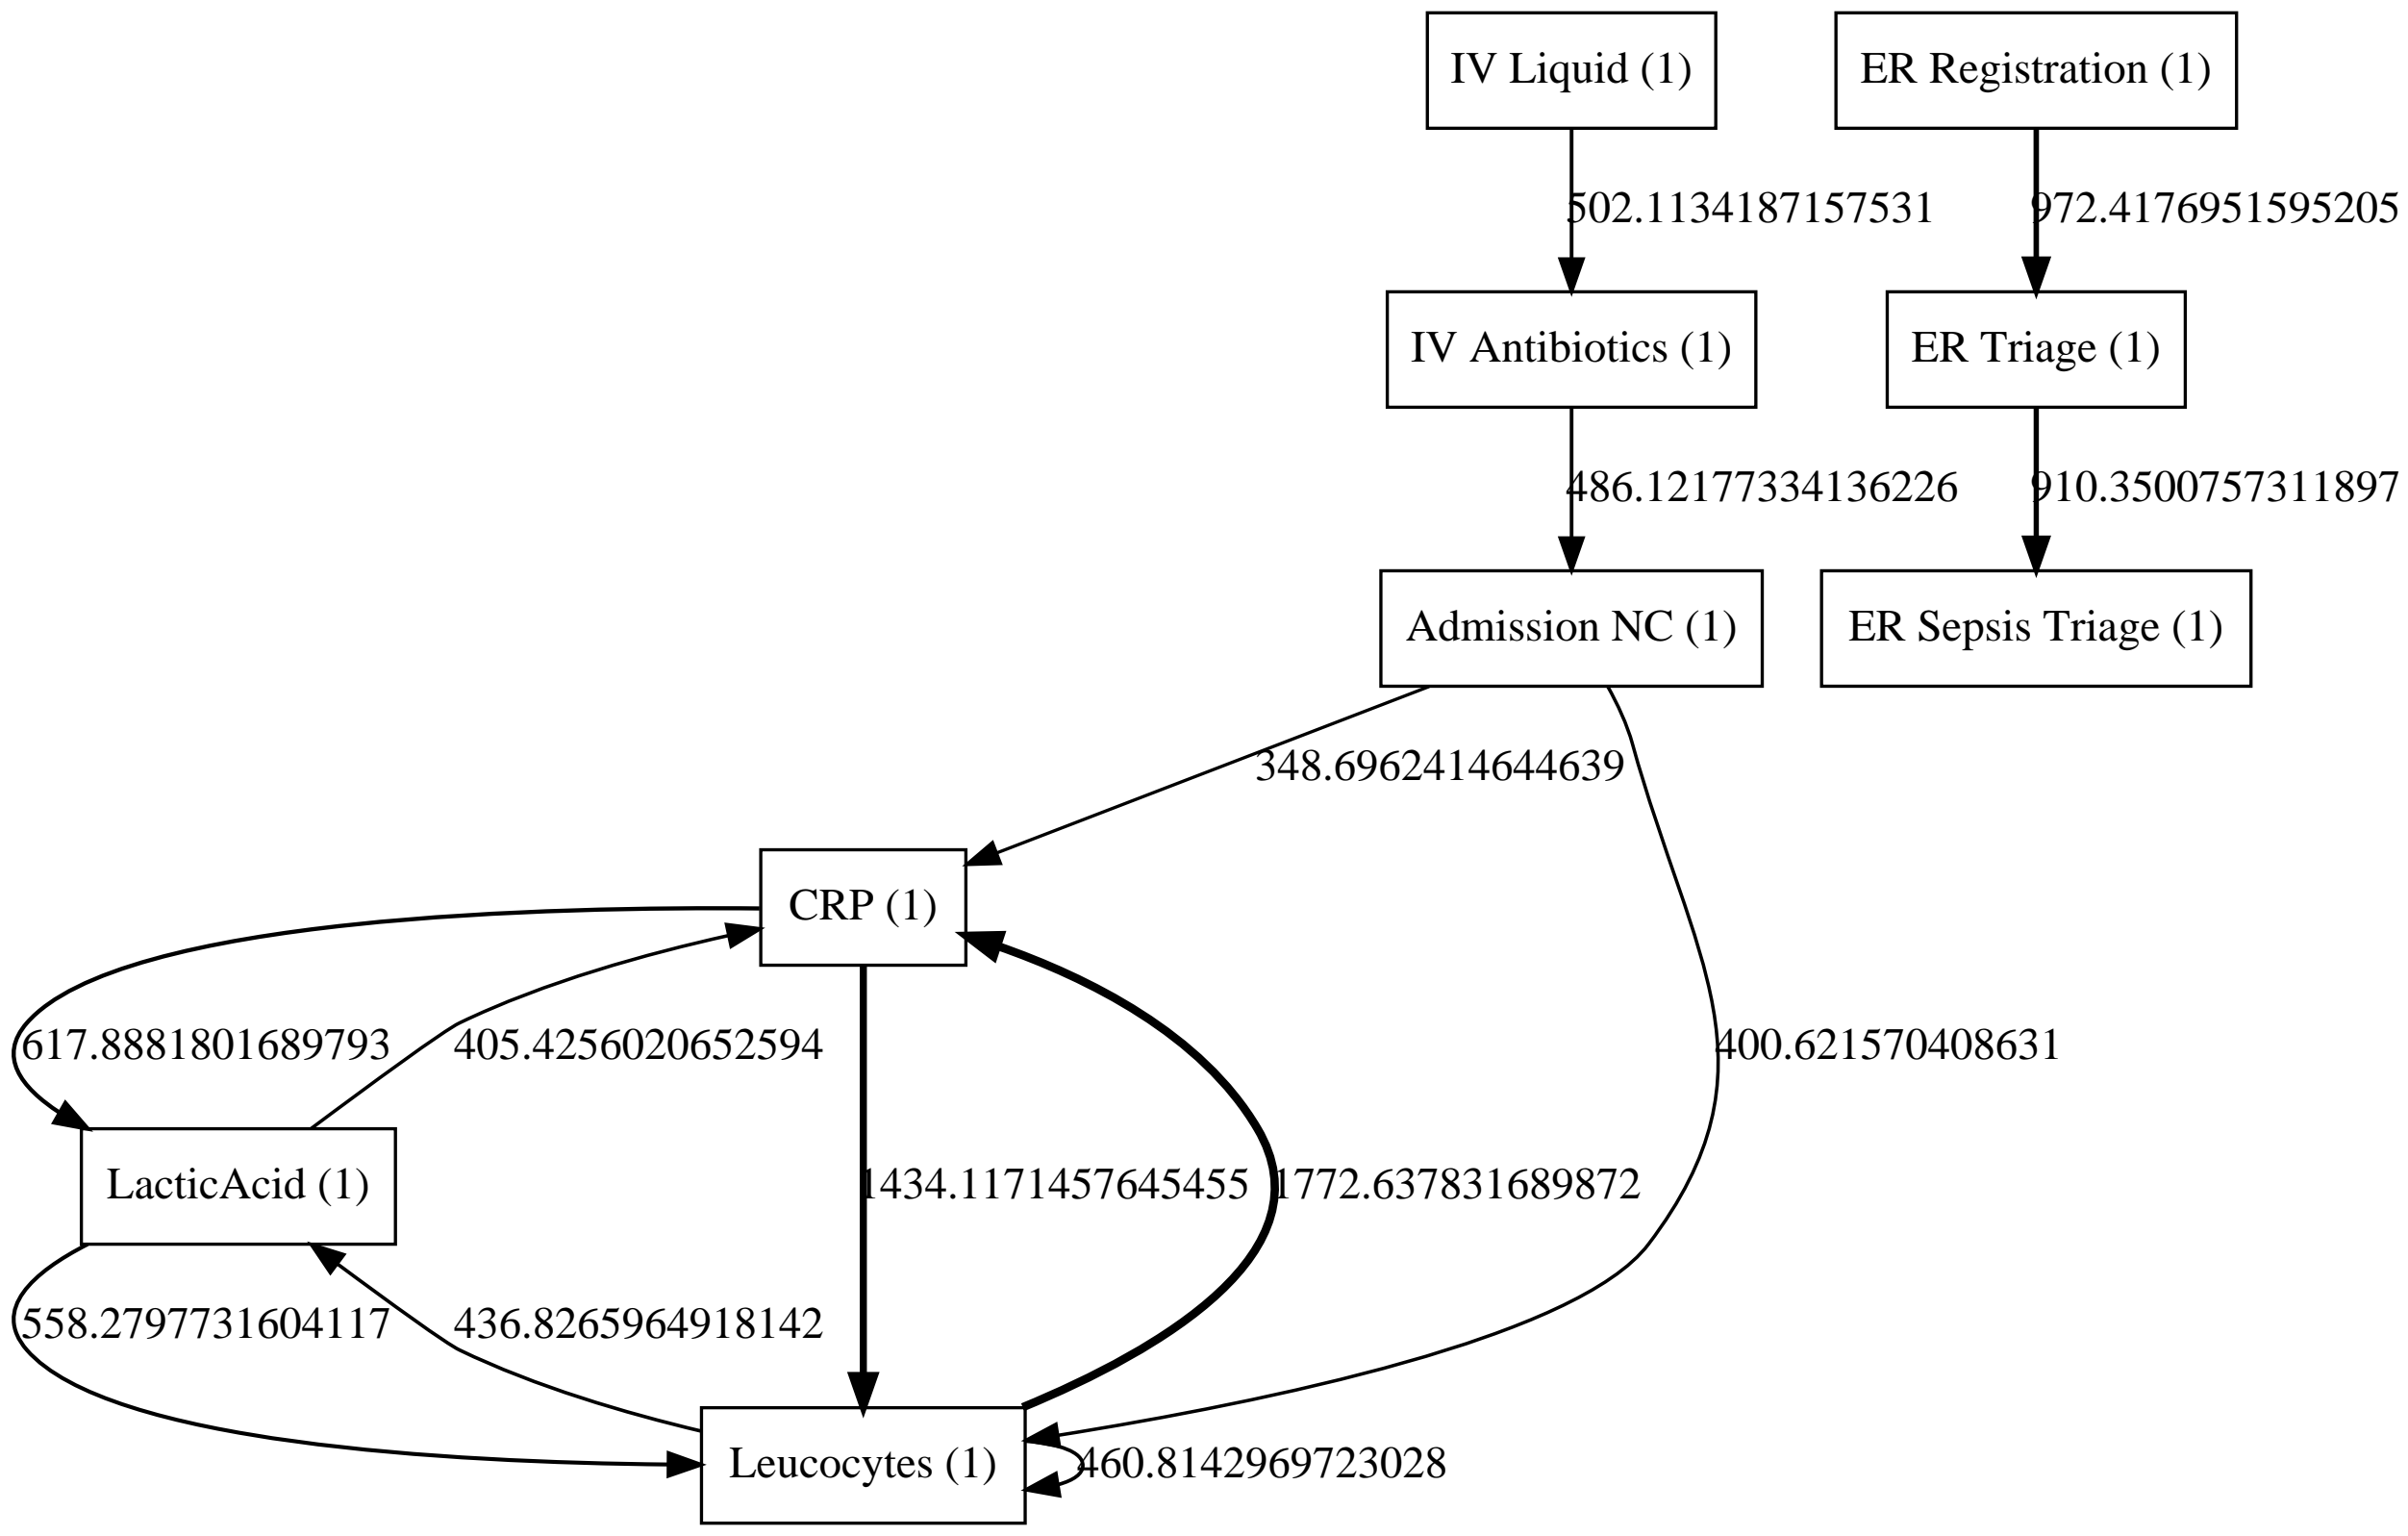 IV Liquid (1)
ER Registration (1)
502.1134187157531
972.4176951595205
IV Antibiotics (1)
ER Triage (1)
486.12177334136226
910.3500757311897
Admission NC (1)
ER Sepsis Triage (1)
348.6962414644639
CRP (1)
617.8881801689793
405.4256020652594
400.621570408631
LacticAcid (1)
1434.1171457645455
1772.637831689872
558.2797731604117
436.8265964918142
Leucocytes (1)
460.8142969723028